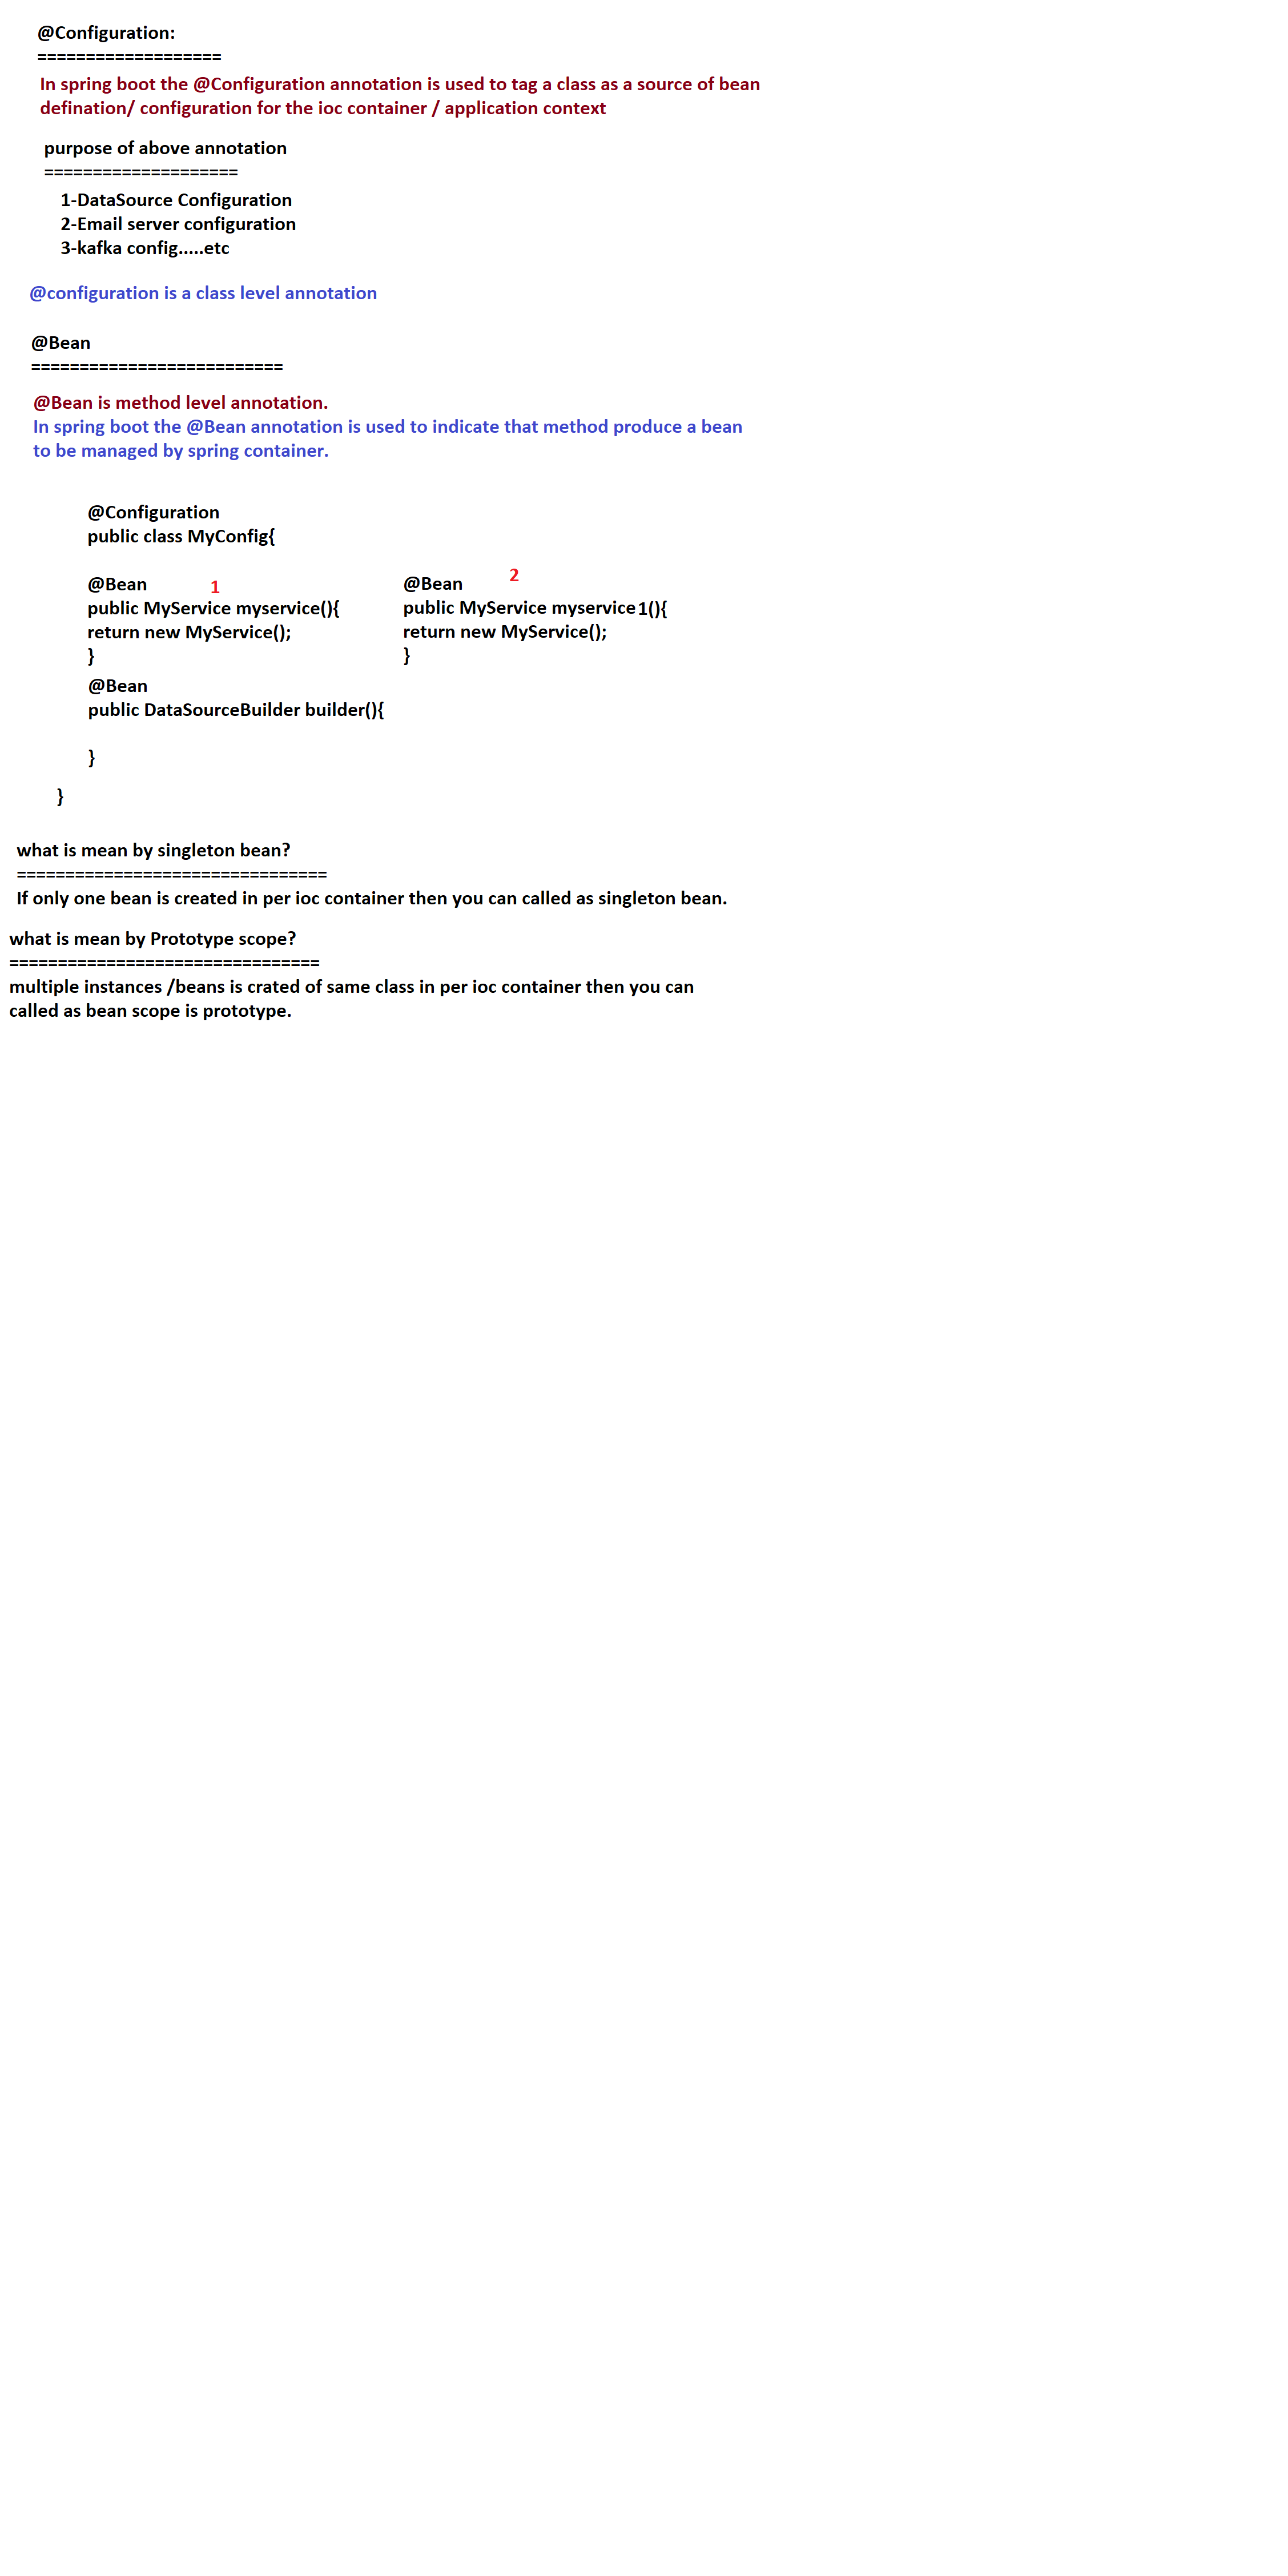 @Configuration:
===================
In spring boot the @Configuration annotation is used to tag a class as a source of bean
defination/ configuration for the ioc container / application context
purpose of above annotation
====================
1-DataSource Configuration
2-Email server configuration
3-kafka config.....etc
@configuration is a class level annotation
@Bean
==========================
@Bean is method level annotation.
In spring boot the @Bean annotation is used to indicate that method produce a bean
to be managed by spring container.
@Configuration
public class MyConfig{
@Bean 1
public MyService myservice(){
return new MyService();
}
@Bean 2
public MyService myservice1(){
return new MyService();
}
@Bean
public DataSourceBuilder builder(){
}
}
what is mean by singleton bean?
================================
If only one bean is created in per ioc container then you can called as singleton bean.
what is mean by Prototype scope?
================================
multiple instances /beans is crated of same class in per ioc container then you can
called as bean scope is prototype.